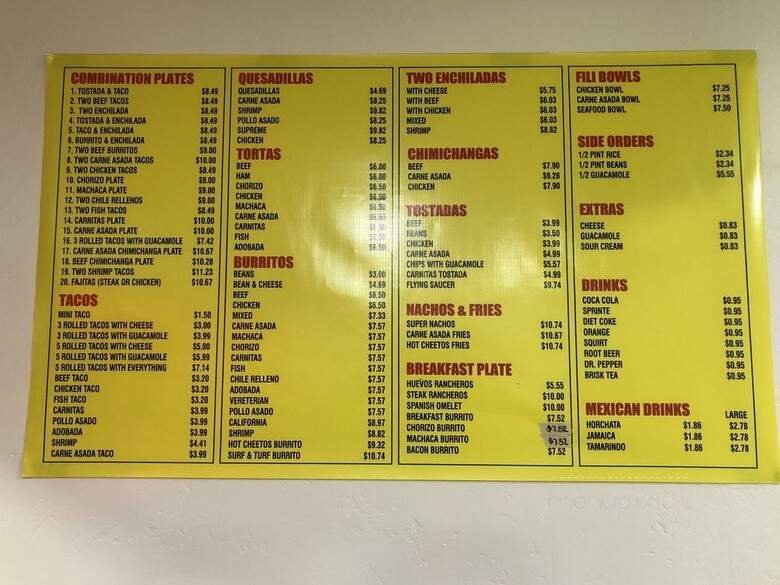 COMBINATION PLATES
1. TOSTADA & TACO $8.49
2. TWO BEEF TACOS $8.49
3. TWO ENCHILADA $8.49
4. TOSTADA & ENCHILADA $8.49
5. TACO & ENCHILADA $8.49
6. BURRITO & ENCHILADA $8.49
7. TWO BEEF BURRITOS $9.00
8. TWO CARNE ASADA TACOS $10.00
9. TWO CHICKEN TACOS $8.49
10. CHORIZO PLATE $9.00
11. MACHACA PLATE $9.00
12. TWO CHILE RELLENOS $9.00
13. TWO FISH TACOS $8.49
14. CARNITAS PLATE $10.00
15. CARNE ASADA PLATE $10.00
16. 3 ROLLED TACOS WITH GUACAMOLE $7.42
17. CARNE ASADA CHIMICHANGA PLATE $10.67
18. BEEF CHIMICHANGA PLATE $10.28
19. TWO SHRIMP TACOS $11.23
20. FAJITAS (STEAK OR CHICKEN) $10.67
TACOS
MINI TACO $1.50
3 ROLLED TACOS WITH CHEESE $3.00
3 ROLLED TACOS WITH GUACAMOLE $3.99
5 ROLLED TACOS WITH CHEESE $5.00
5 ROLLED TACOS WITH GUACAMOLE $5.99
5 ROLLED TACOS WITH EVERYTHING $7.14
BEEF TACO $3.20
CHICKEN TACO $3.20
FISH TACO $3.20
CARNITAS $3.99
POLLO ASADO $3.99
ADOBADA $3.99
SHRIMP $4.41
CARNE ASADA TACO $3.99
QUESADILLAS
QUESADILLAS $4.69
CARNE ASADA $8.25
SHRIMP $9.82
POLLO ASADO $8.25
SUPREME $9.82
CHICKEN $8.25
TORTAS
BEEF $6.00
HAM $6.00
CHORIZO $6.50
CHICKEN $6.00
MACHACA $6.50
CARNE ASADA $6.50
CARNITAS $6.50
FISH $6.50
ADOBADA $6.50
BURRITOS
BEANS $3.00
BEAN & CHEESE $4.69
BEEF $6.50
CHICKEN $6.50
MIXED $7.33
CARNE ASADA $7.57
MACHACA $7.57
CHORIZO $7.57
CARNITAS $7.57
FISH $7.57
CHILE RELLENO $7.57
ADOBADA $7.57
VERETERIAN $7.57
POLLO ASADO $7.57
CALIFORNIA $8.97
SHRIMP $8.82
HOT CHEETOS BURRITO $9.32
SURF & TURF BURRITO $10.74
TWO ENCHILADAS
WITH CHEESE $5.75
WITH BEEF $6.03
WITH CHICKEN $6.03
MIXED $6.03
SHRIMP $8.82
CHIMICHANGAS
BEEF $7.90
CARNE ASADA $9.28
CHICKEN $7.90
TOSTADAS
BEEF $3.99
BEANS $3.50
CHICKEN $3.99
CARNE ASADA $4.99
CHIPS WITH GUACAMOLE $5.57
CARNITAS TOSTADA $4.99
FLYING SAUCER $9.74
NACHOS & FRIES
SUPER NACHOS $10.74
CARNE ASADA FRIES $10.67
HOT CHEETOS FRIES $10.74
BREAKFAST PLATE
HUEVOS RANCHEROS $5.55
STEAK RANCHEROS $10.00
SPANISH OMELET $10.00
BREAKFAST BURRITO $7.52
CHORIZO BURRITO $7.52
MACHACA BURRITO $7.52
BACON BURRITO $7.52
FILI BOWLS
CHICKEN BOWL $7.25
CARNE ASADA BOWL $7.25
SEAFOOD BOWL $7.50
SIDE ORDERS
1/2 PINT RICE $2.34
1/2 PINT BEANS $2.34
1/2 GUACAMOLE $5.55
EXTRAS
CHEESE $0.83
GUACAMOLE $0.83
SOUR CREAM $0.83
DRINKS
COCA COLA $0.95
SPRINTE $0.95
DIET COKE $0.95
ORANGE $0.95
SQUIRT $0.95
ROOT BEER $0.95
DR. PEPPER $0.95
BRISK TEA $0.95
MEXICAN DRINKS LARGE
HORCHATA $1.86 $2.78
JAMAICA $1.86 $2.78
TAMARINDO $1.86 $2.78